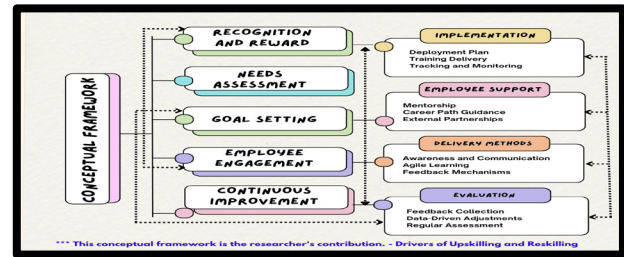 CONCEPTUAL FRAMEWORK
RECOGNITION
AND REWARD
NEEDS
ASSESSMENT
GOAL SETTING
EMPLOYEE
ENGAGEMENT
CONTINUOUS
IMPROVEMENT
IMPLEMENTATION
Deployment Plan
Training Delivery
Tracking and Monitoring
EMPLOYEE SUPPORT
Mentorship
Career Path Guidance
External Partnerships
DELIVERY METHODS
Awareness and Communication
Agile Learning
Feedback Mechanisms
EVALUATION
Feedback Collection
Data-Driven Adjustments
Regular Assessment
*** This conceptual framework is the researcher's contribution. - Drivers of Upskilling and Reskilling